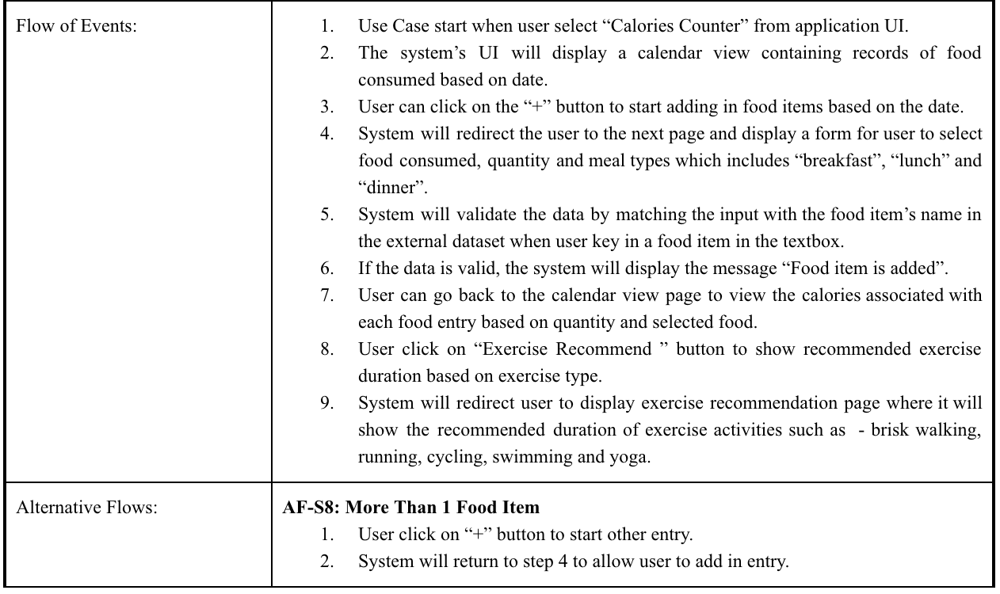 Flow of Events:
1. Use Case start when user select “Calories Counter” from application UI.
2. The system’s UI will display a calendar view containing records of food
consumed based on date.
3. User can click on the “+” button to start adding in food items based on the date.
4. System will redirect the user to the next page and display a form for user to select
food consumed, quantity and meal types which includes “breakfast”, “lunch” and
“dinner”.
5. System will validate the data by matching the input with the food item’s name in
the external dataset when user key in a food item in the textbox.
6. If the data is valid, the system will display the message “Food item is added”.
7. User can go back to the calendar view page to view the calories associated with
each food entry based on quantity and selected food.
8. User click on “Exercise Recommend ” button to show recommended exercise
duration based on exercise type.
9. System will redirect user to display exercise recommendation page where it will
show the recommended duration of exercise activities such as - brisk walking,
running, cycling, swimming and yoga.
Alternative Flows:
AF-S8: More Than 1 Food Item
1. User click on “+” button to start other entry.
2. System will return to step 4 to allow user to add in entry.